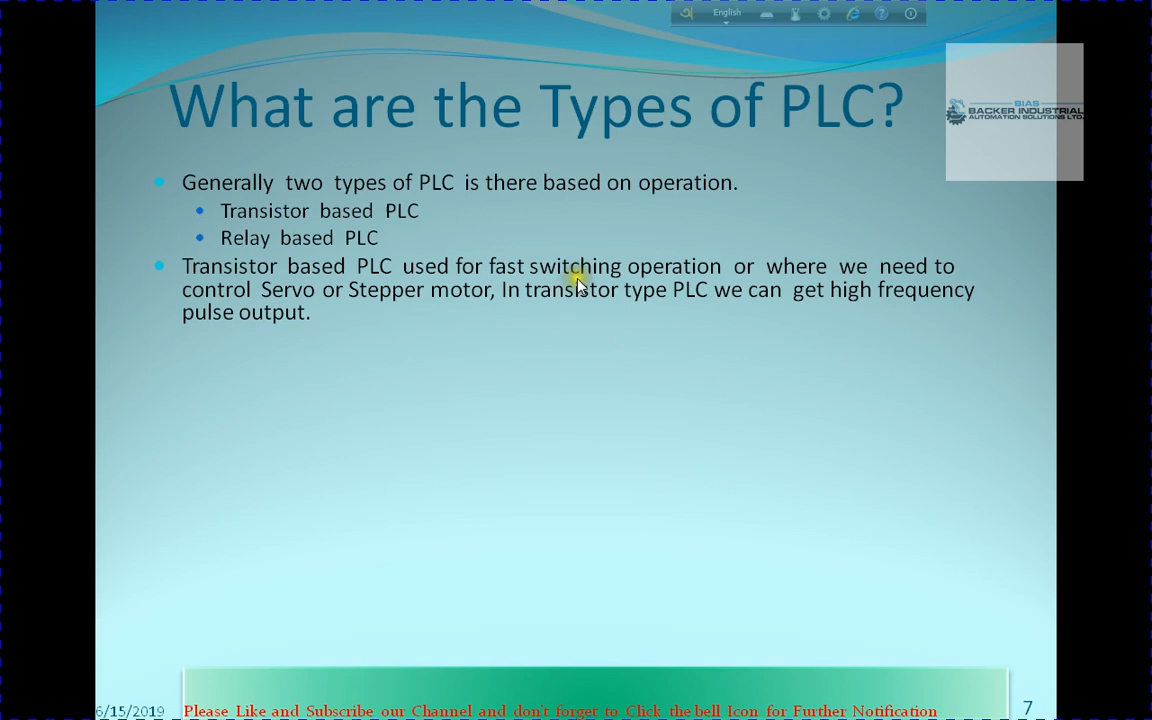 English
BIAS
BACKER INDUSTRIAL
AUTOMATION SOLUTIONS LTD.
What are the Types of PLC?
Generally two types of PLC is there based on operation.
Transistor based PLC
Relay based PLC
Transistor based PLC used for fast switching operation or where we need to
control Servo or Stepper motor, In transistor type PLC we can get high frequency
pulse output.
6/15/2019
Please Like and Subscribe our Channel and don't forget to Click the bell Icon for Further Notification
7